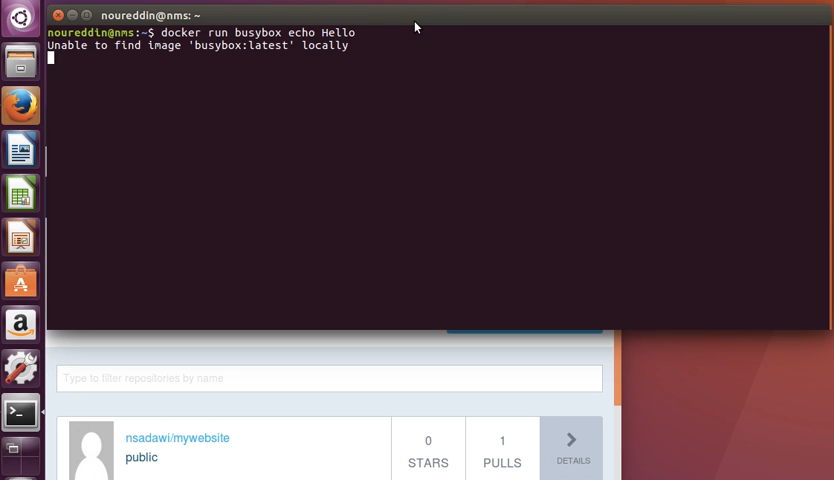 noureddin@nms: ~
noureddin@nms:~$ docker run busybox echo Hello
Unable to find image 'busybox:latest' locally
Type to filter repositories by name
nsadawi/mywebsite
public
0
STARS
1
PULLS
DETAILS